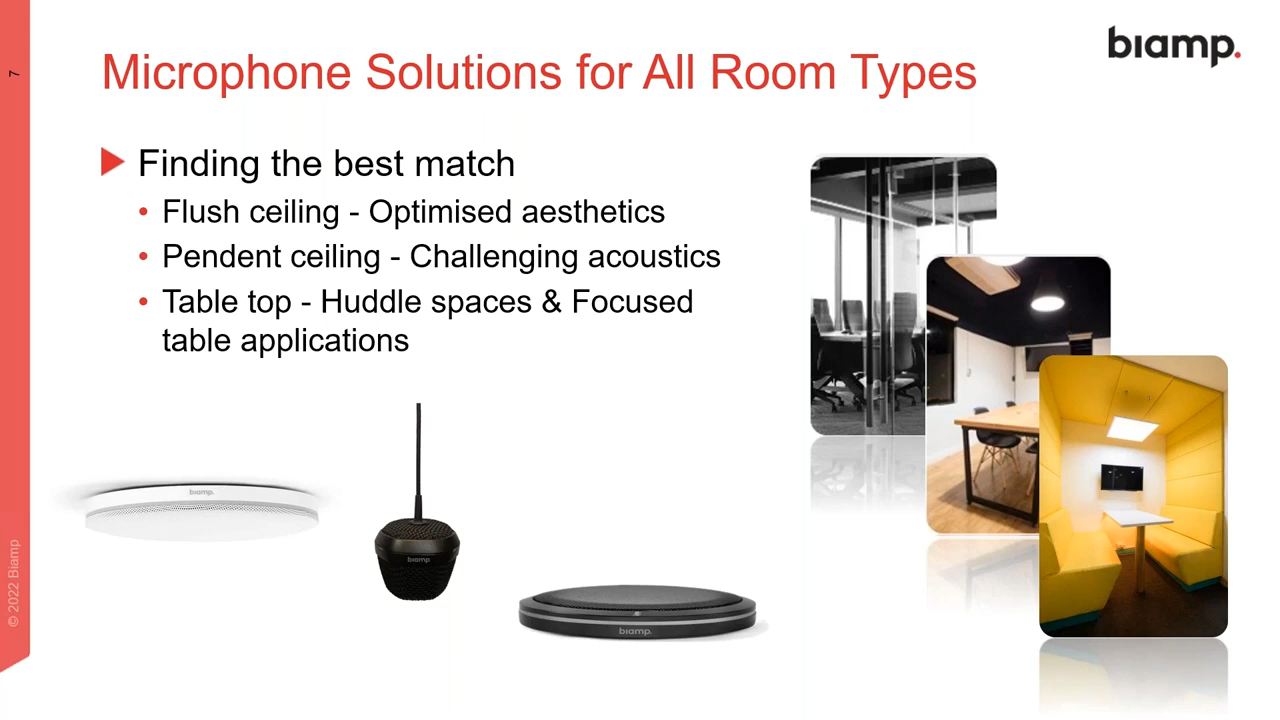 7
Microphone Solutions for All Room Types
biamp.
Finding the best match
• Flush ceiling - Optimised aesthetics
• Pendent ceiling - Challenging acoustics
• Table top - Huddle spaces & Focused
table applications
biamp.
biamp
biamp.
© 2022 Biamp